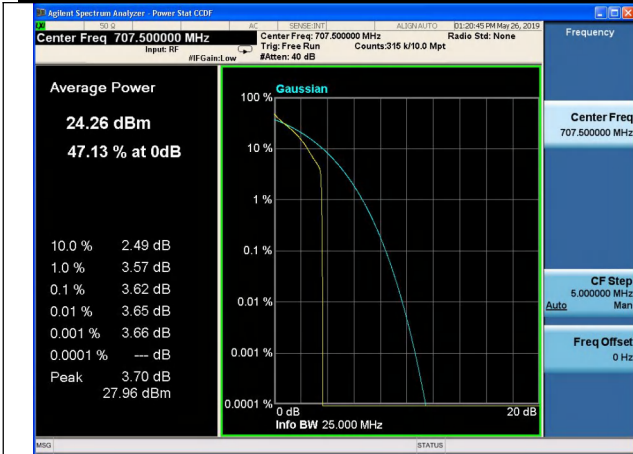 Agilent Spectrum Analyzer - Power Stat CCDF
50 Ω AC SENSE:INT ALIGN AUTO 01:20:45 PM May 26, 2019
Center Freq 707.500000 MHz
Center Freq: 707.500000 MHz
Radio Std: None
Input: RF
Trig: Free Run
Counts:315 k/10.0 Mpt
#IFGain:Low
#Atten: 40 dB
Frequency
Average Power
24.26 dBm
47.13 % at 0dB
10.0 % 2.49 dB
1.0 % 3.57 dB
0.1 % 3.62 dB
0.01 % 3.65 dB
0.001 % 3.66 dB
0.0001 % --- dB
Peak 3.70 dB
27.96 dBm
Gaussian
100 %
10 %
1 %
0.1 %
0.01 %
0.001 %
0.0001 %
0 dB
20 dB
Info BW 25.000 MHz
Center Freq
707.500000 MHz
CF Step
5.000000 MHz
Auto Man
Freq Offset
0 Hz
MSG
STATUS